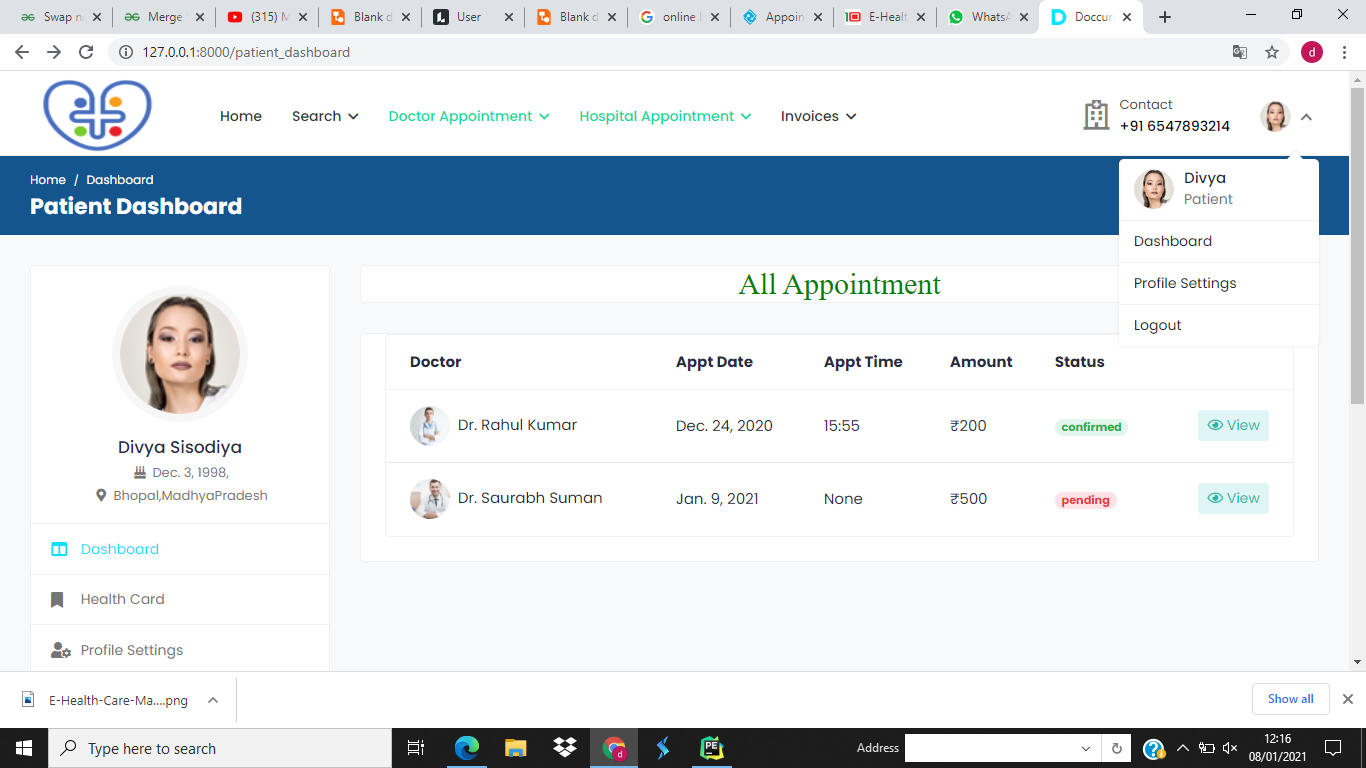 Swap n
Merge
(315) M
Blank d
User
Blank d
online
Appoin
E-Healt
WhatsA
Doccur
127.0.0.1:8000/patient_dashboard
d
Home Search Doctor Appointment Hospital Appointment Invoices
Contact
+91 6547893214
Home / Dashboard
Patient Dashboard
Divya
Patient
Dashboard
Profile Settings
Logout
Divya Sisodiya
Dec. 3, 1998,
Bhopal,MadhyaPradesh
Dashboard
Health Card
Profile Settings
All Appointment
Doctor Appt Date Appt Time Amount Status
Dr. Rahul Kumar Dec. 24, 2020 15:55 ₹200 confirmed View
Dr. Saurabh Suman Jan. 9, 2021 None ₹500 pending View
E-Health-Care-Ma....png
Show all
Type here to search
d
PE
Address
12:16
08/01/2021